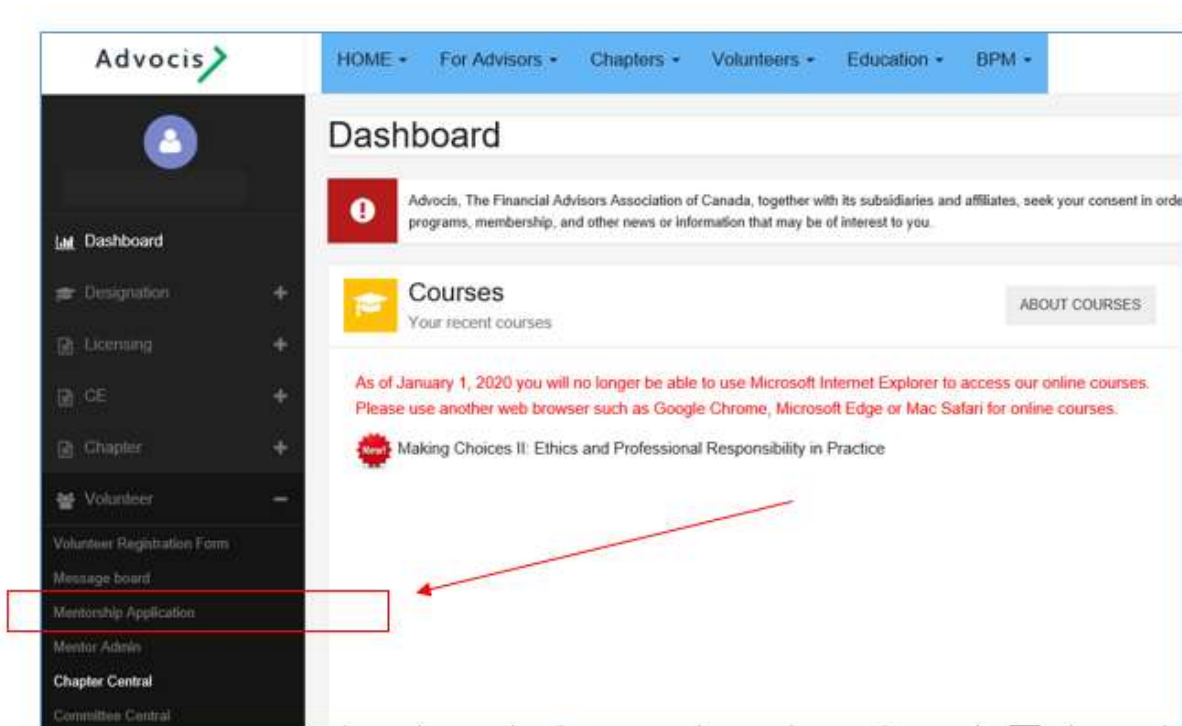 Advocis
HOME For Advisors Chapters Volunteers Education BPM
Dashboard
Advocis, The Financial Advisors Association of Canada, together with its subsidiaries and affiliates, seek your consent in orde
programs, membership, and other news or information that may be of interest to you.
Dashboard
Designation
Licensing
CE
Chapter
Volunteer
Volunteer Registration Form
Message board
Mentorship Application
Mentor Admin
Chapter Central
Committee Central
Courses
Your recent courses
ABOUT COURSES
As of January 1, 2020 you will no longer be able to use Microsoft Internet Explorer to access our online courses.
Please use another web browser such as Google Chrome, Microsoft Edge or Mac Safari for online courses.
New!
Making Choices II: Ethics and Professional Responsibility in Practice